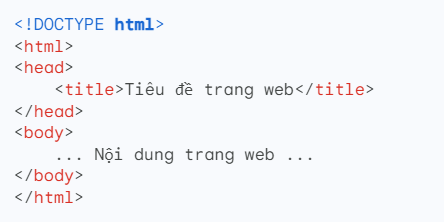 <!DOCTYPE html>
<html>
<head>
    <title>Tiêu đề trang web</title>
</head>
<body>
    ... Nội dung trang web ...
</body>
</html>